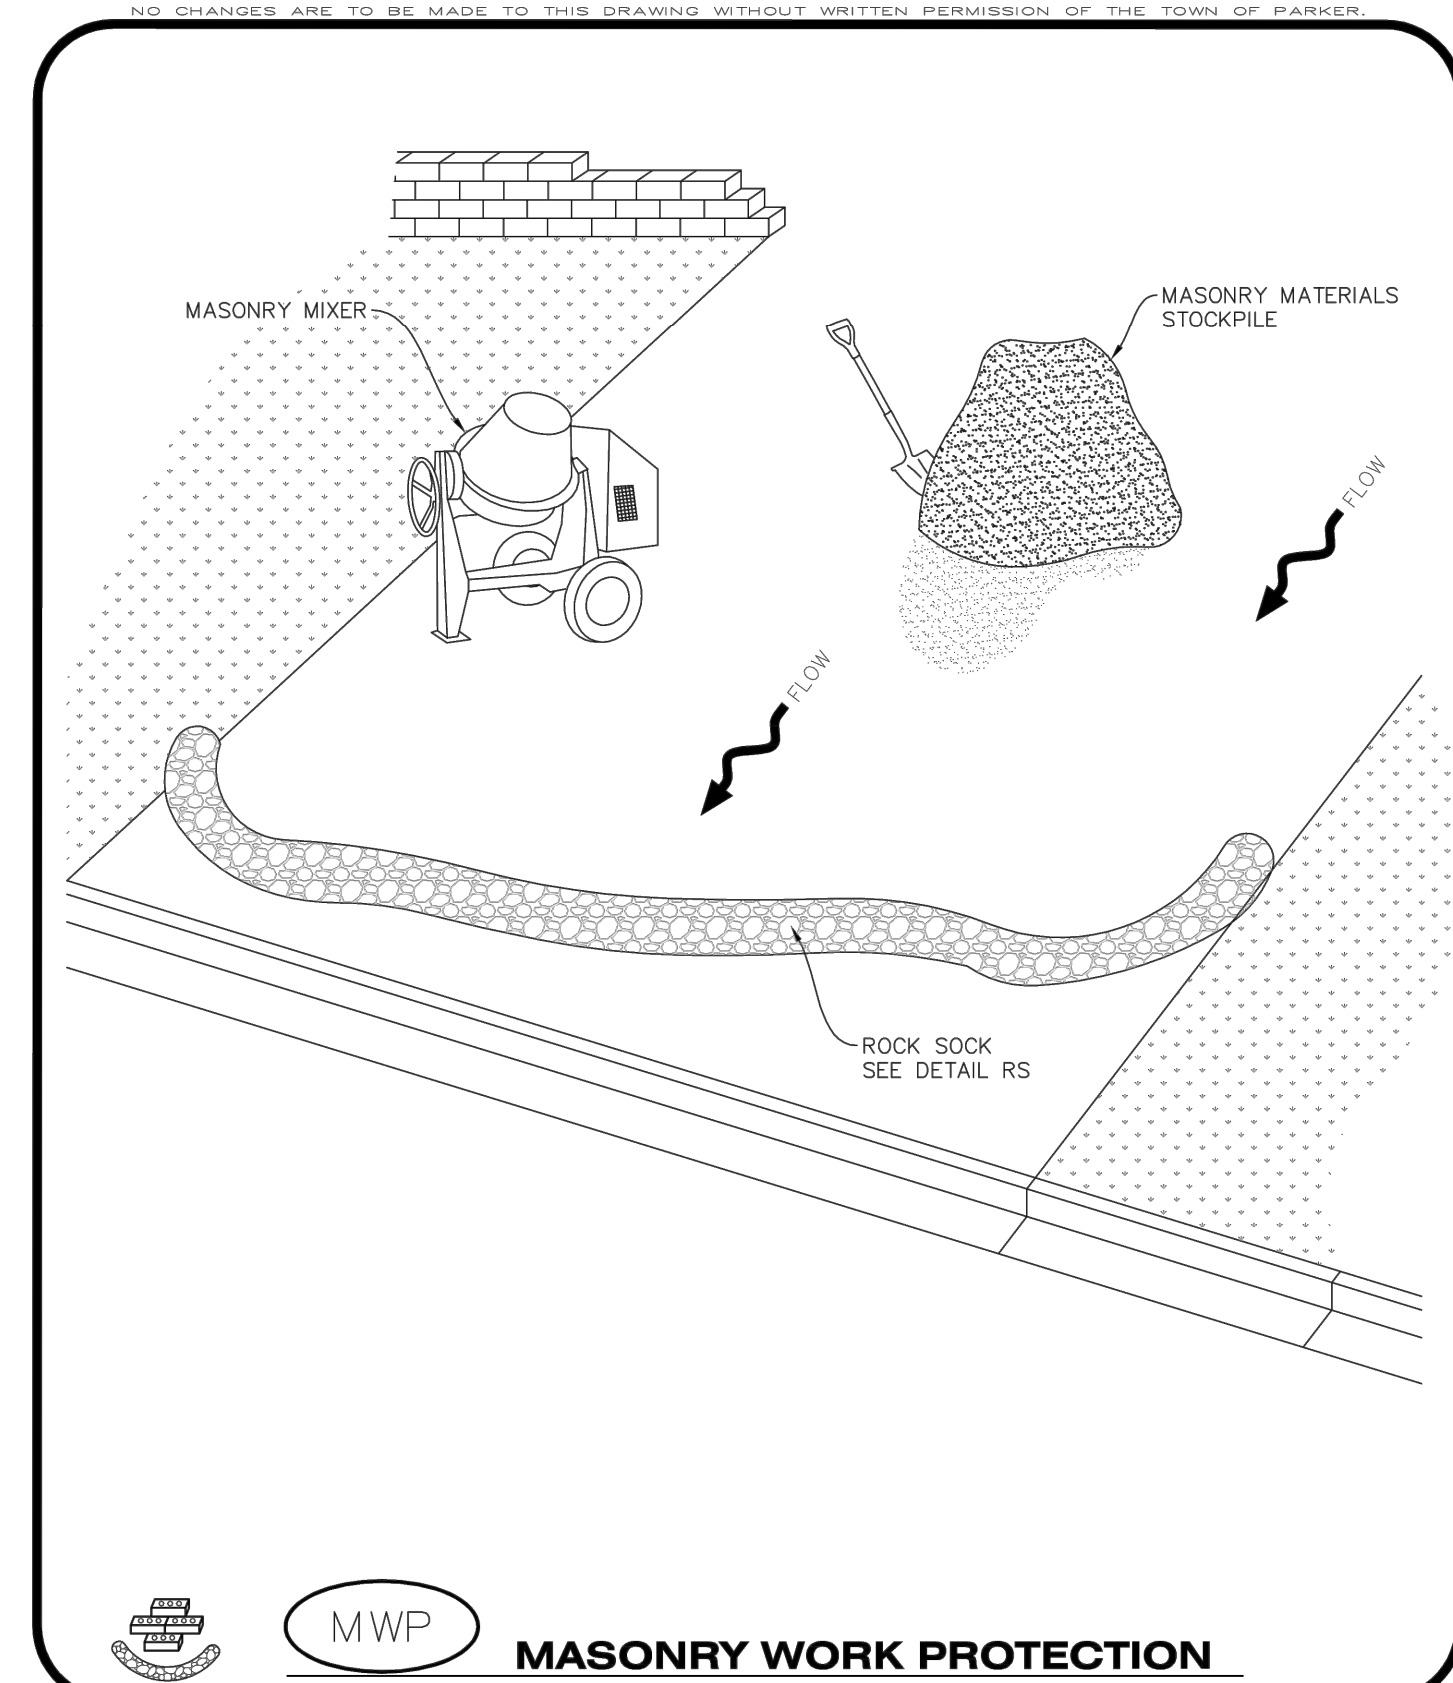 NO CHANGES ARE TO BE MADE TO THIS DRAWING WITHOUT WRITTEN PERMISSION OF THE TOWN OF PARKER.
MASONRY MATERIALS
STOCKPILE
MASONRY MIXER
FLOW
FLOW
ROCK SOCK
SEE DETAIL RS
MWP
MASONRY WORK PROTECTION